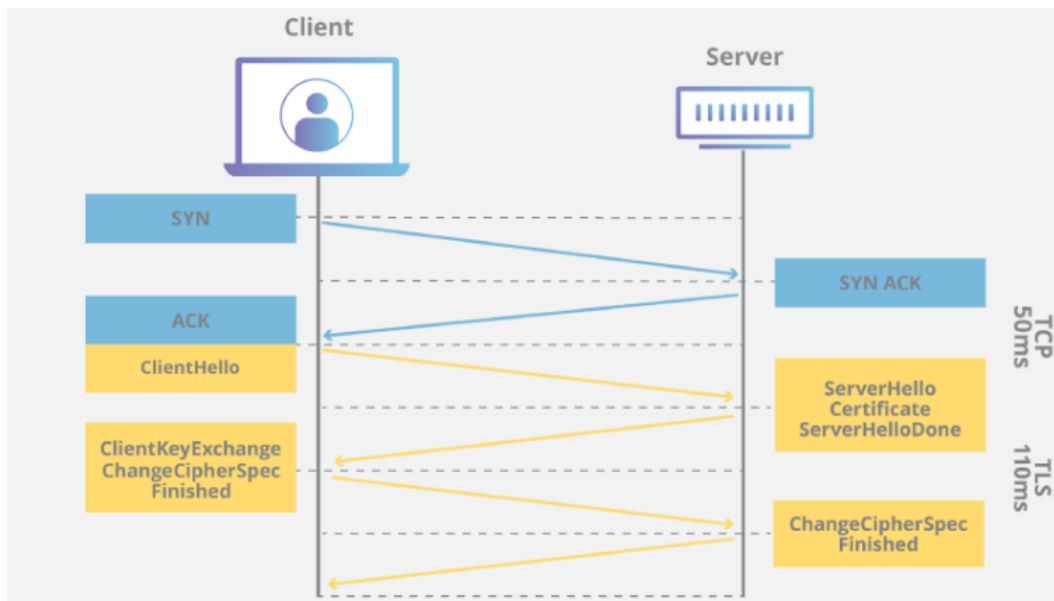 Client
Server
SYN
SYN ACK
ACK
TCP
50ms
ClientHello
ServerHello
Certificate
ServerHelloDone
ClientKeyExchange
ChangeCipherSpec
Finished
TLS
110ms
ChangeCipherSpec
Finished